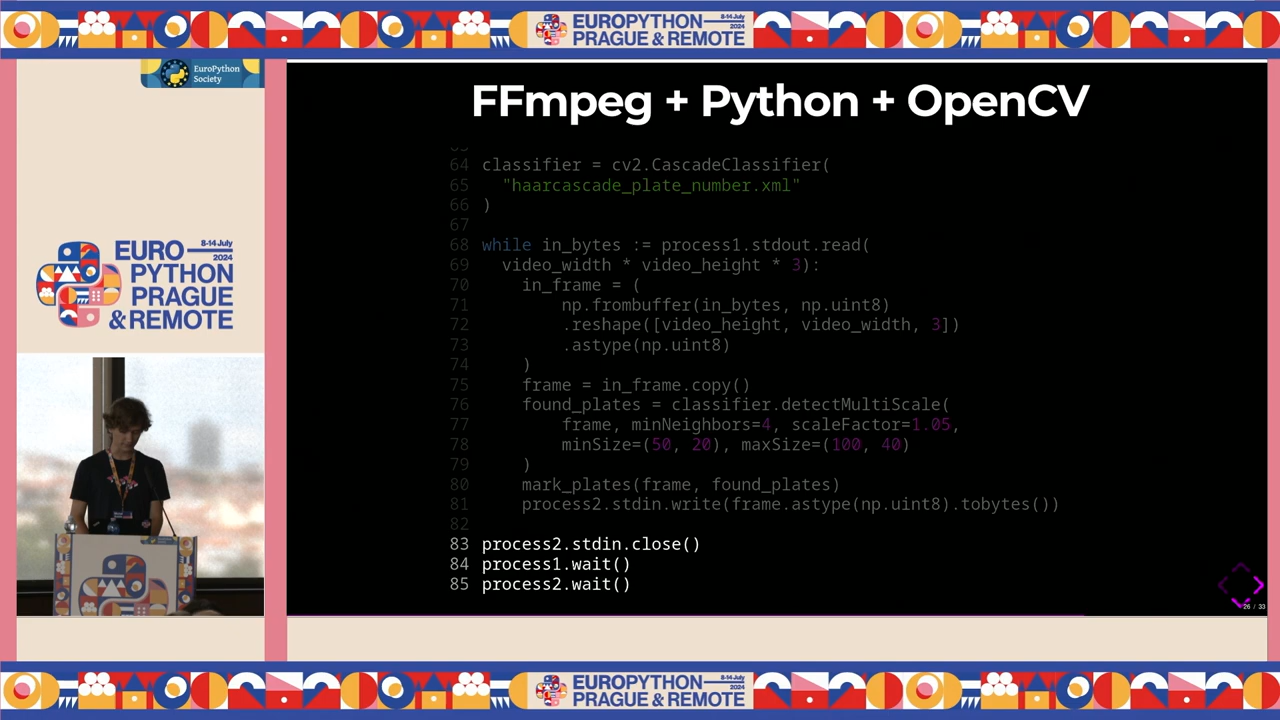 EUROPYTHON 8-14 July 2024
PRAGUE & REMOTE
EuroPython
Society
EURO 8-14 July 2024
PYTHON
PRAGUE
& REMOTE
FFmpeg + Python + OpenCV
64 classifier = cv2.CascadeClassifier(
65 "haarcascade_plate_number.xml"
66 )
67
68 while in_bytes := process1.stdout.read(
69 video_width * video_height * 3):
70 in_frame = (
71 np.frombuffer(in_bytes, np.uint8)
72 .reshape([video_height, video_width, 3])
73 .astype(np.uint8)
74 )
75 frame = in_frame.copy()
76 found_plates = classifier.detectMultiScale(
77 frame, minNeighbors=4, scaleFactor=1.05,
78 minSize=(50, 20), maxSize=(100, 40)
79 )
80 mark_plates(frame, found_plates)
81 process2.stdin.write(frame.astype(np.uint8).tobytes())
82
83 process2.stdin.close()
84 process1.wait()
85 process2.wait()
26 / 33
EUROPYTHON 8-14 July 2024
PRAGUE & REMOTE